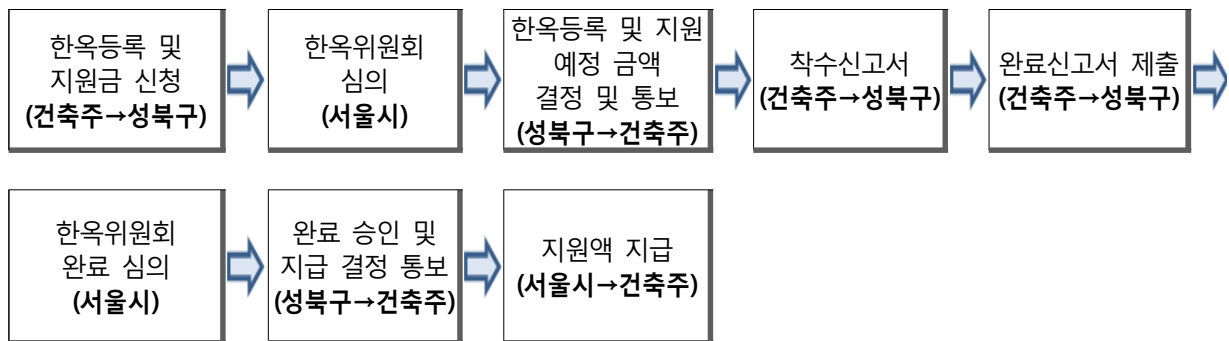 한옥등록 및
지원금 신청
(건축주→성북구)
한옥위원회
심의
(서울시)
한옥등록 및 지원
예정 금액
결정 및 통보
(성북구→건축주)
착수신고서
(건축주→성북구)
완료신고서 제출
(건축주→성북구)
한옥위원회
완료 심의
(서울시)
완료 승인 및
지급 결정 통보
(성북구→건축주)
지원액 지급
(서울시→건축주)